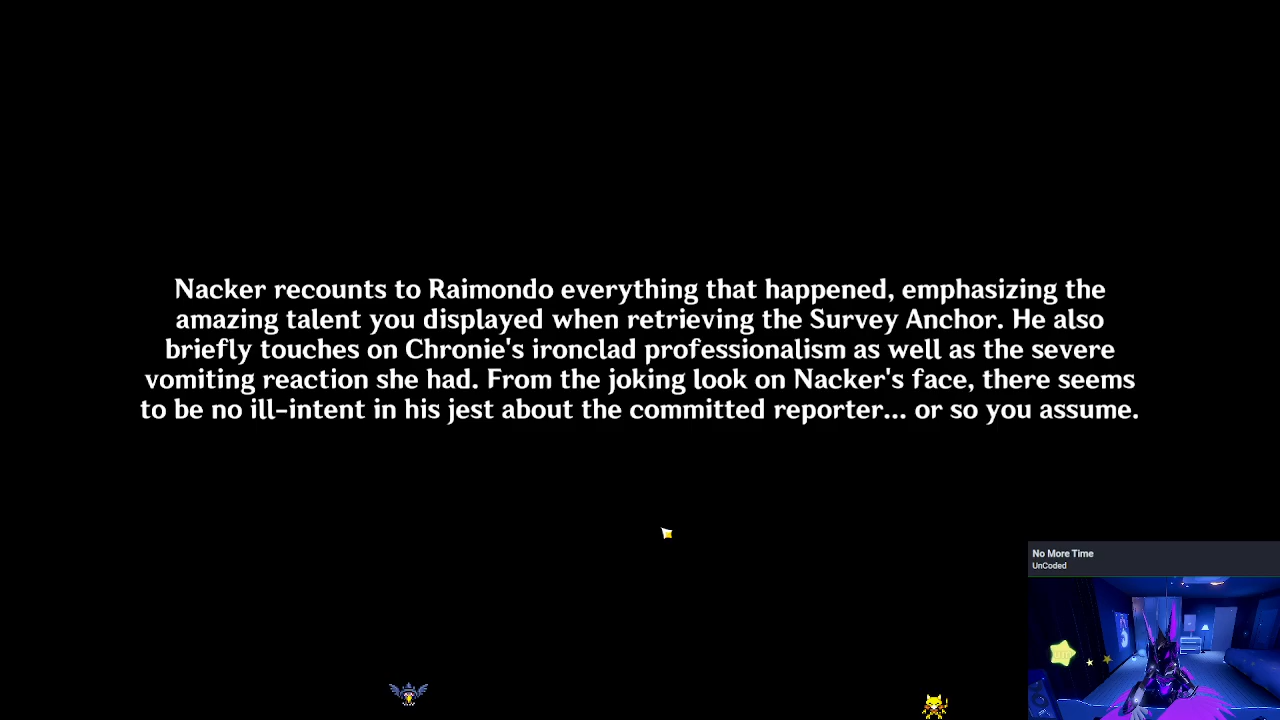 Nacker recounts to Raimondo everything that happened, emphasizing the
amazing talent you displayed when retrieving the Survey Anchor. He also
briefly touches on Chronie's ironclad professionalism as well as the severe
vomiting reaction she had. From the joking look on Nacker's face, there seems
to be no ill-intent in his jest about the committed reporter... or so you assume.
No More Time
UnCoded